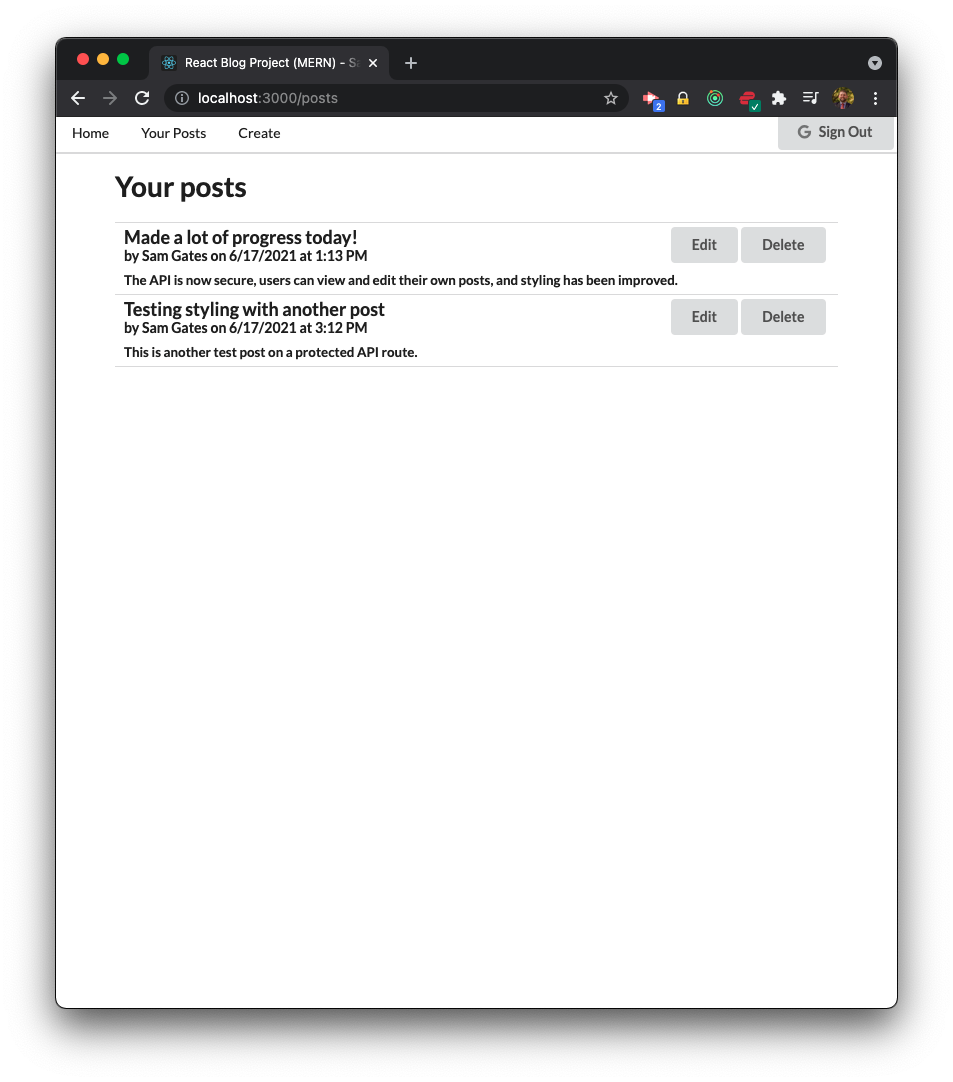 React Blog Project (MERN) - Sa
localhost:3000/posts
2
Home Your Posts Create Sign Out
Your posts
Made a lot of progress today! Edit Delete
by Sam Gates on 6/17/2021 at 1:13 PM
The API is now secure, users can view and edit their own posts, and styling has been improved.
Testing styling with another post Edit Delete
by Sam Gates on 6/17/2021 at 3:12 PM
This is another test post on a protected API route.